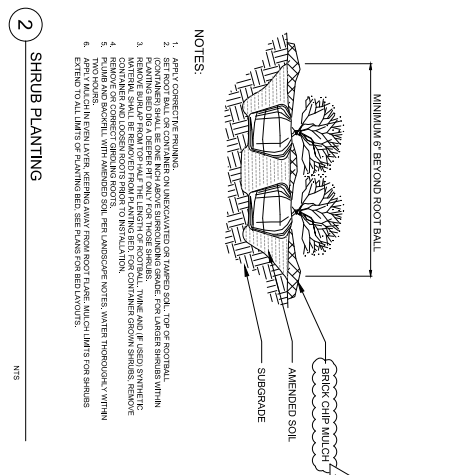 MINIMUM 6" BEYOND ROOT BALL
BRICK CHIP MULCH
AMENDED SOIL
SUBGRADE
NOTES:
1. APPLY CORRECTIVE PRUNING.
2. SET ROOT BALL OR CONTAINER ON UNEXCAVATED OR TAMPED SOIL. TOP OF ROOTBALL
(CONTAINER) SHALL BE ONE INCH ABOVE SURROUNDING GRADE. FOR LARGER SHRUBS WITHIN
PLANTING BED DIG A DEEPER PIT ONLY FOR THOSE SHRUBS.
3. REMOVE BURLAP FROM TOP HALF THE LENGTH OF ROOTBALL. TWINE AND (IF USED) SYNTHETIC
MATERIAL SHALL BE REMOVED FROM PLANTING BED. FOR CONTAINER GROWN SHRUBS, REMOVE
CONTAINER AND LOOSEN ROOTS PRIOR TO INSTALLATION.
4. REMOVE OR CORRECT GIRDLING ROOTS.
5. PLUMB AND BACKFILL WITH AMENDED SOIL PER LANDSCAPE NOTES. WATER THOROUGHLY WITHIN
TWO HOURS.
6. APPLY MULCH IN EVEN LAYER, KEEPING AWAY FROM ROOT FLARE. MULCH LIMITS FOR SHRUBS
EXTEND TO ALL LIMITS OF PLANTING BED, SEE PLANS FOR BED LAYOUTS.
2 SHRUB PLANTING
NTS